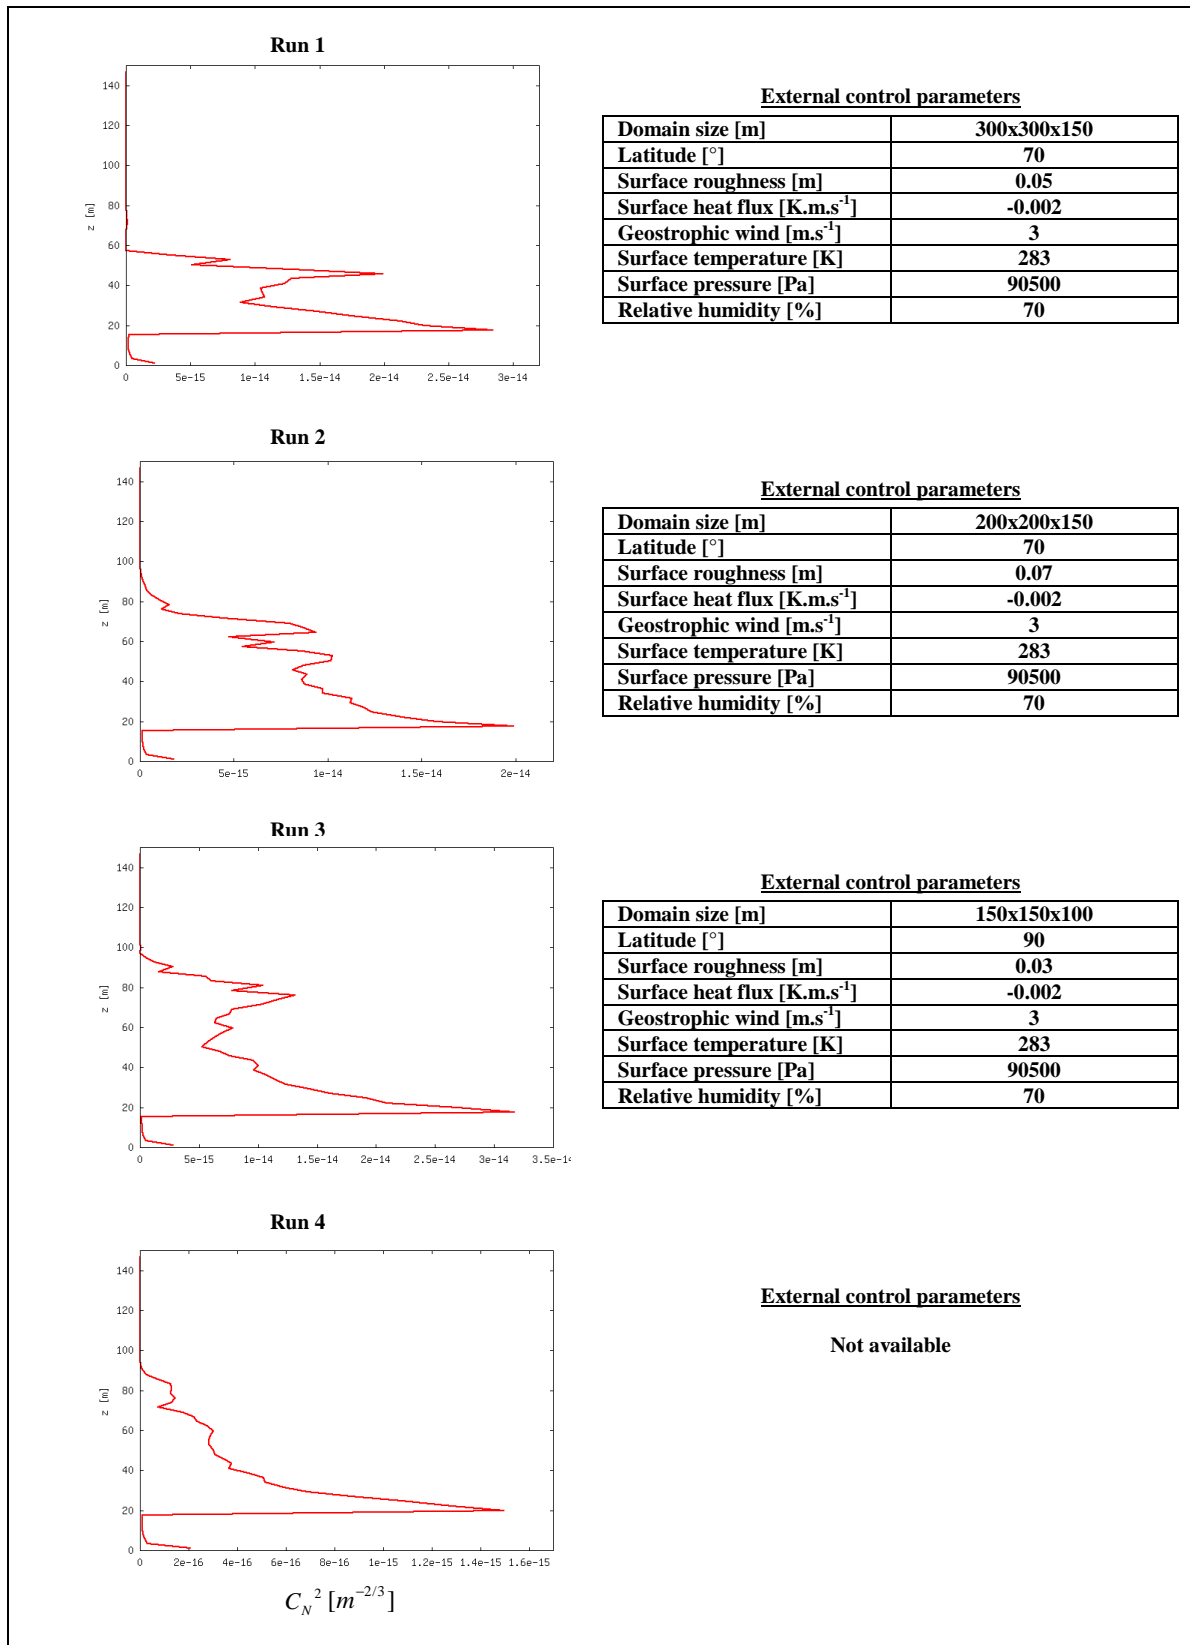 Run 1
140
120
100
80
60
40
20
0
z [m]
0 5e-15 1e-14 1.5e-14 2e-14 2.5e-14 3e-14
External control parameters
Domain size [m] 300x300x150
Latitude [°] 70
Surface roughness [m] 0.05
Surface heat flux [K.m.s⁻¹] -0.002
Geostrophic wind [m.s⁻¹] 3
Surface temperature [K] 283
Surface pressure [Pa] 90500
Relative humidity [%] 70
Run 2
140
120
100
80
60
40
20
0
z [m]
0 5e-15 1e-14 1.5e-14 2e-14
External control parameters
Domain size [m] 200x200x150
Latitude [°] 70
Surface roughness [m] 0.07
Surface heat flux [K.m.s⁻¹] -0.002
Geostrophic wind [m.s⁻¹] 3
Surface temperature [K] 283
Surface pressure [Pa] 90500
Relative humidity [%] 70
Run 3
140
120
100
80
60
40
20
0
z [m]
0 5e-15 1e-14 1.5e-14 2e-14 2.5e-14 3e-14 3.5e-14
External control parameters
Domain size [m] 150x150x100
Latitude [°] 90
Surface roughness [m] 0.03
Surface heat flux [K.m.s⁻¹] -0.002
Geostrophic wind [m.s⁻¹] 3
Surface temperature [K] 283
Surface pressure [Pa] 90500
Relative humidity [%] 70
Run 4
140
120
100
80
60
40
20
0
z [m]
0 2e-16 4e-16 6e-16 8e-16 1e-15 1.2e-15 1.4e-15 1.6e-15
C_N² [m⁻²ᐟ³]
External control parameters
Not available